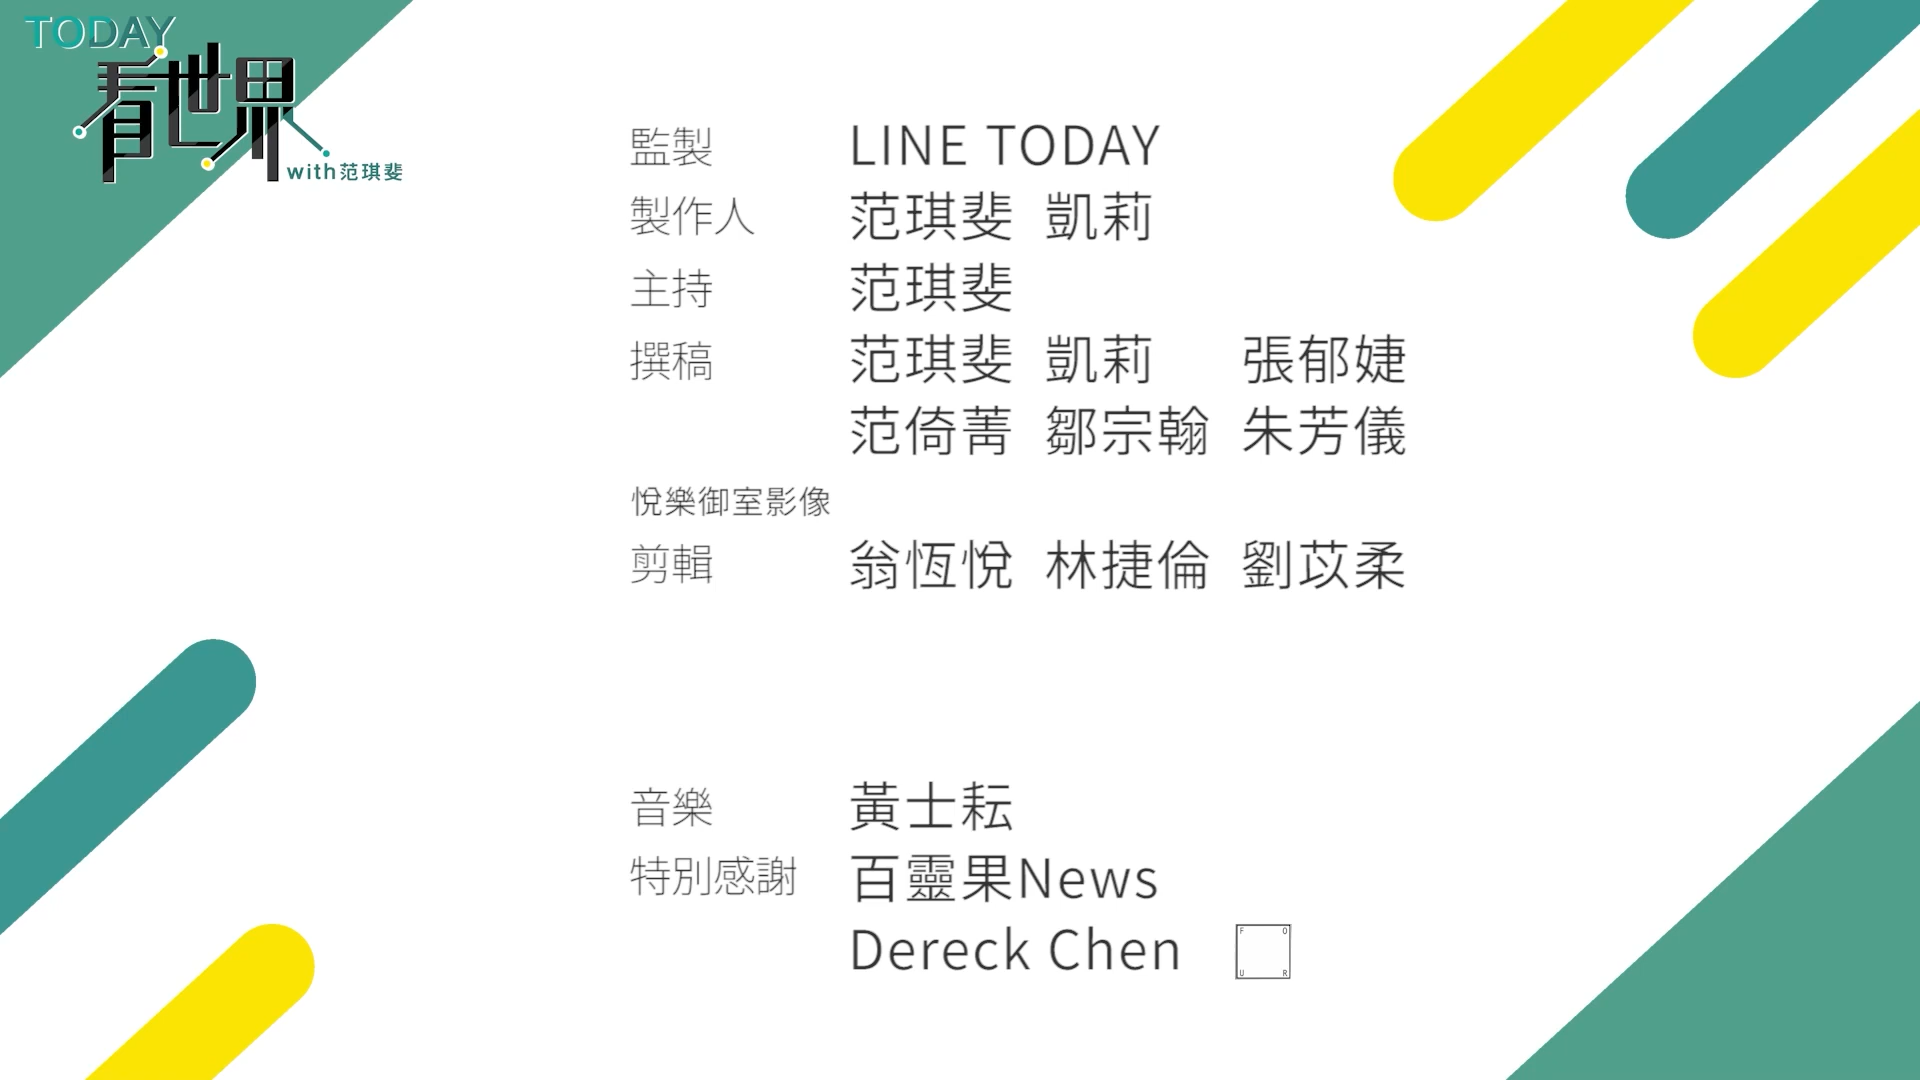 TODAY
看世界
with范琪斐
監製 LINE TODAY
製作人 范琪斐 凱莉
主持 范琪斐
撰稿 范琪斐 凱莉 張郁婕
范倚菁 鄒宗翰 朱芳儀
悅樂御室影像
剪輯 翁恆悅 林捷倫 劉苡柔
音樂 黃士耘
特別感謝 百靈果News
Dereck Chen
F O
U R